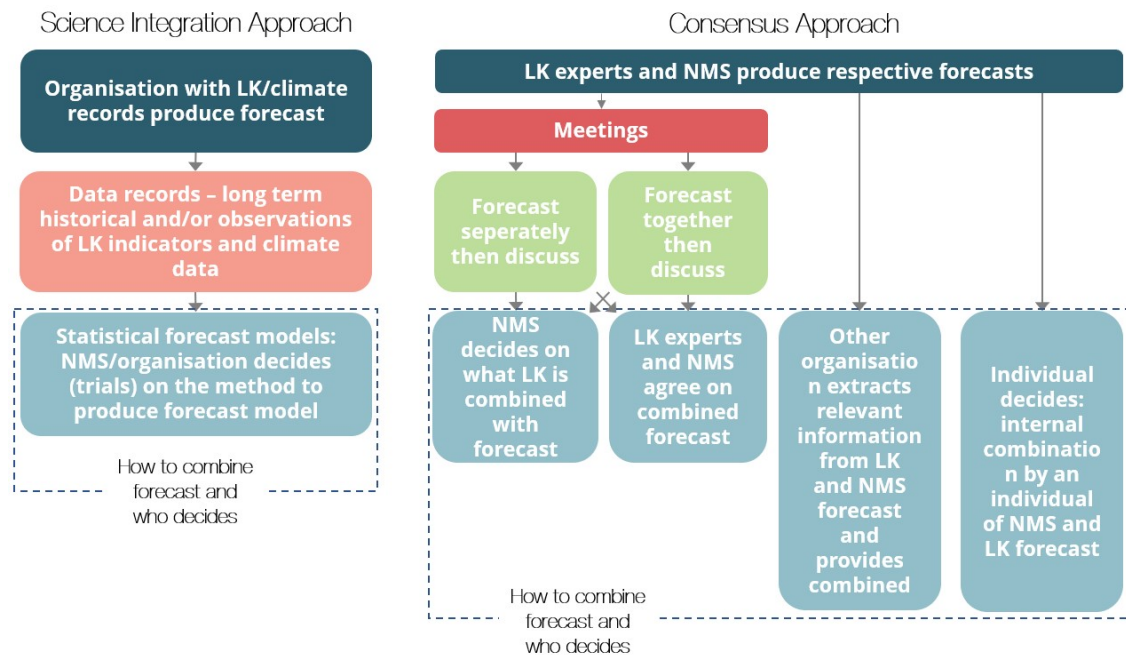 Science Integration Approach
Organisation with LK/climate
records produce forecast
Data records – long term
historical and/or observations
of LK indicators and climate
data
Statistical forecast models:
NMS/organisation decides
(trials) on the method to
produce forecast model
How to combine
forecast and
who decides
Consensus Approach
LK experts and NMS produce respective forecasts
Meetings
Forecast
seperately
then discuss
Forecast
together
then
discuss
NMS
decides on
what LK is
combined
with
forecast
LK experts
and NMS
agree on
combined
forecast
Other
organisatio
n extracts
relevant
information
from LK
and NMS
forecast
and
provides
combined
Individual
decides:
internal
combinatio
n by an
individual
of NMS and
LK forecast
How to combine
forecast and
who decides